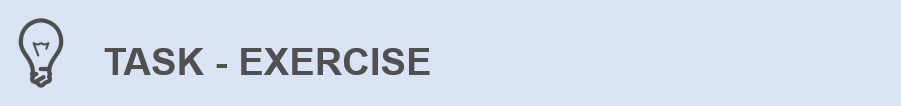 TASK - EXERCISE